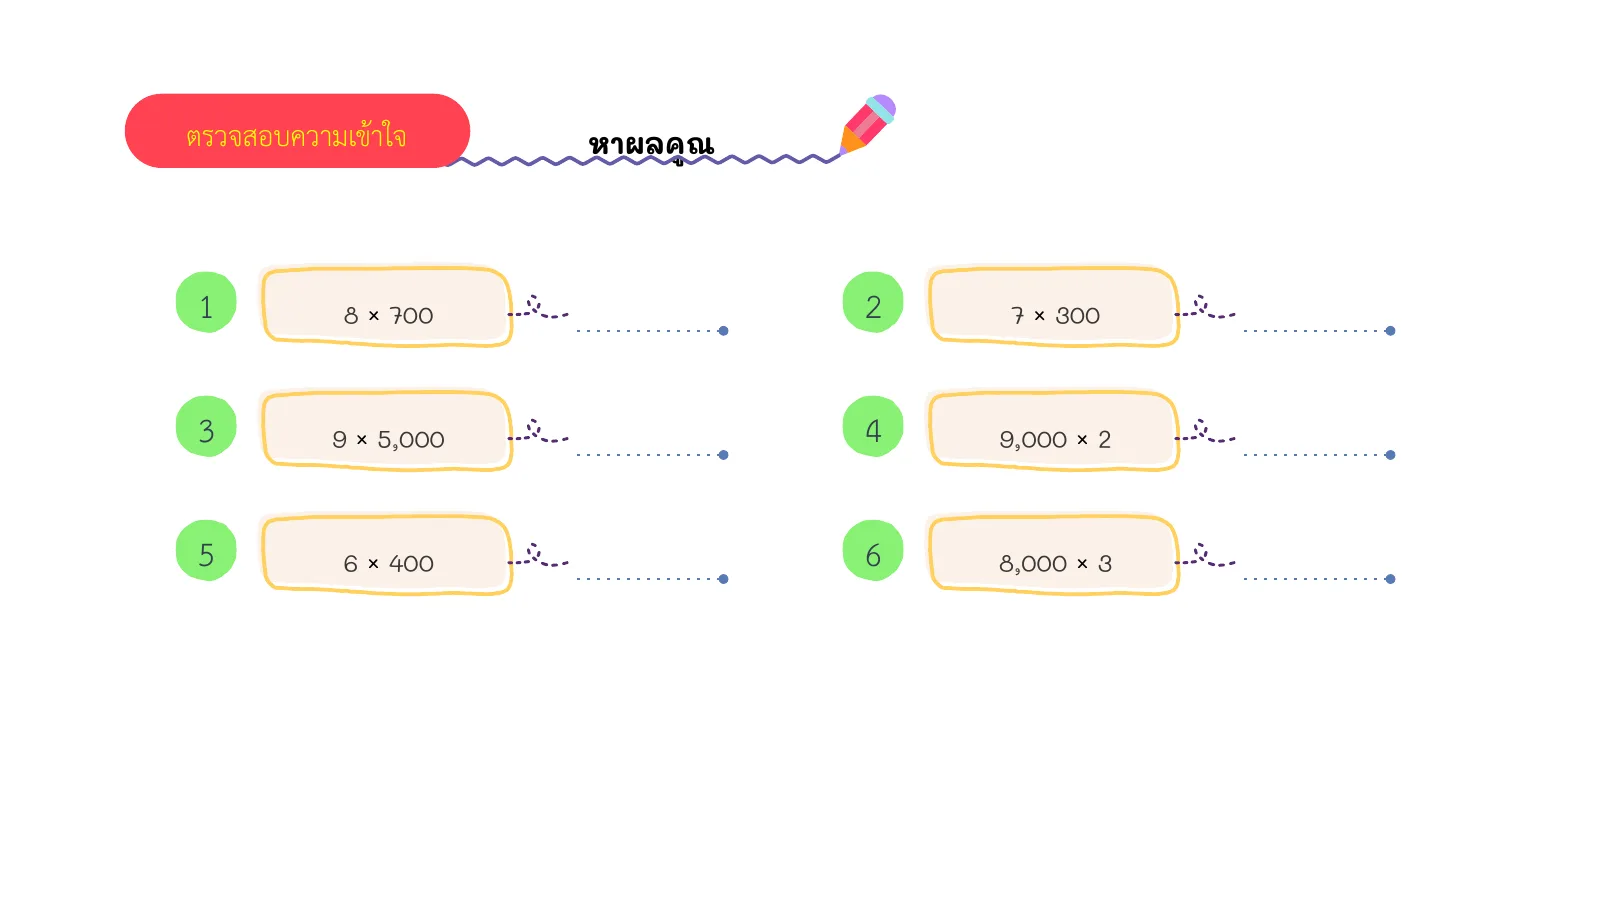 ตรวจสอบความเข้าใจ
หาผลคูณ
1
8 × 700
2
7 × 300
3
9 × 5,000
4
9,000 × 2
5
6 × 400
6
8,000 × 3